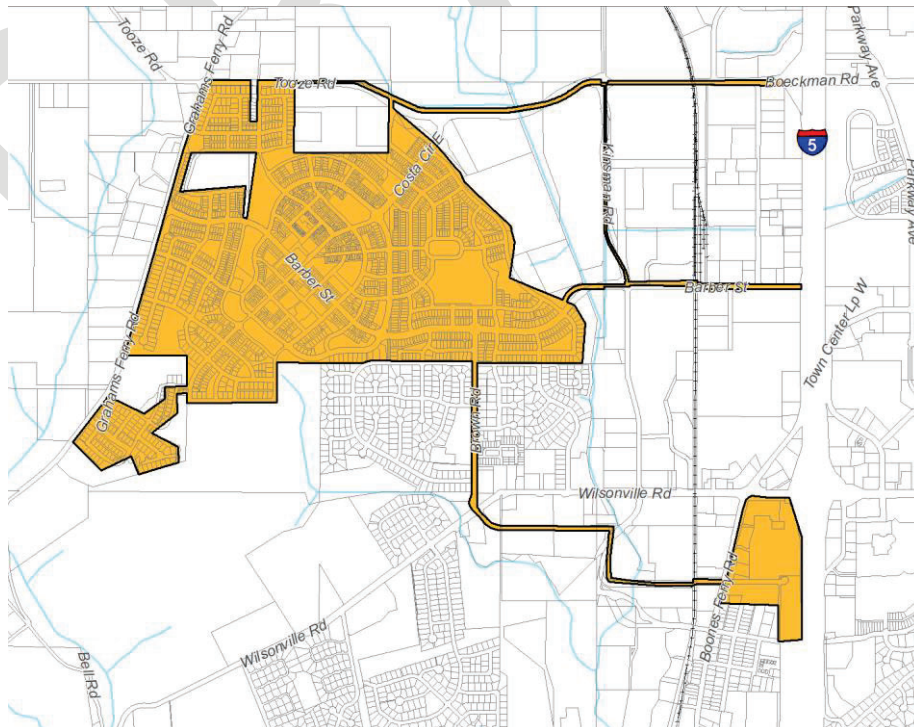 Tooze Rd
Grahams Ferry Rd
Parkway Ave
Tooze Rd
Boeckman Rd
5
Costa Cir E
Kinsman Rd
Parkway Ave
Barber St
Barber St
Town Center Lp W
Grahams Ferry Rd
Brown Rd
Wilsonville Rd
Boones Ferry Rd
Wilsonville Rd
Bell Rd